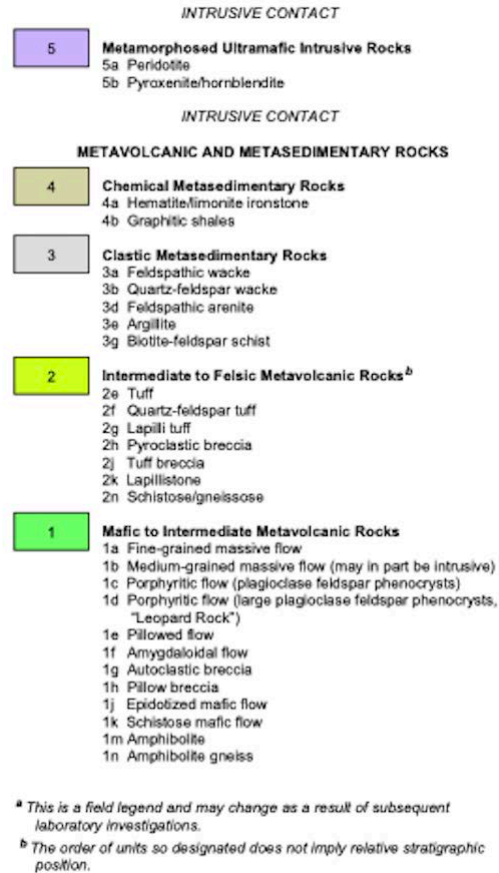 INTRUSIVE CONTACT
5 Metamorphosed Ultramafic Intrusive Rocks
5a Peridotite
5b Pyroxenite/hornblendite
INTRUSIVE CONTACT
METAVOLCANIC AND METASEDIMENTARY ROCKS
4 Chemical Metasedimentary Rocks
4a Hematite/limonite ironstone
4b Graphitic shales
3 Clastic Metasedimentary Rocks
3a Feldspathic wacke
3b Quartz-feldspar wacke
3d Feldspathic arenite
3e Argillite
3g Biotite-feldspar schist
2 Intermediate to Felsic Metavolcanic Rocks b
2e Tuff
2f Quartz-feldspar tuff
2g Lapilli tuff
2h Pyroclastic breccia
2j Tuff breccia
2k Lapillistone
2n Schistose/gneissose
1 Mafic to Intermediate Metavolcanic Rocks
1a Fine-grained massive flow
1b Medium-grained massive flow (may in part be intrusive)
1c Porphyritic flow (plagioclase feldspar phenocrysts)
1d Porphyritic flow (large plagioclase feldspar phenocrysts,
"Leopard Rock")
1e Pillowed flow
1f Amygdaloidal flow
1g Autoclastic breccia
1h Pillow breccia
1j Epidotized mafic flow
1k Schistose mafic flow
1m Amphibolite
1n Amphibolite gneiss
a This is a field legend and may change as a result of subsequent
laboratory investigations.
b The order of units so designated does not imply relative stratigraphic
position.